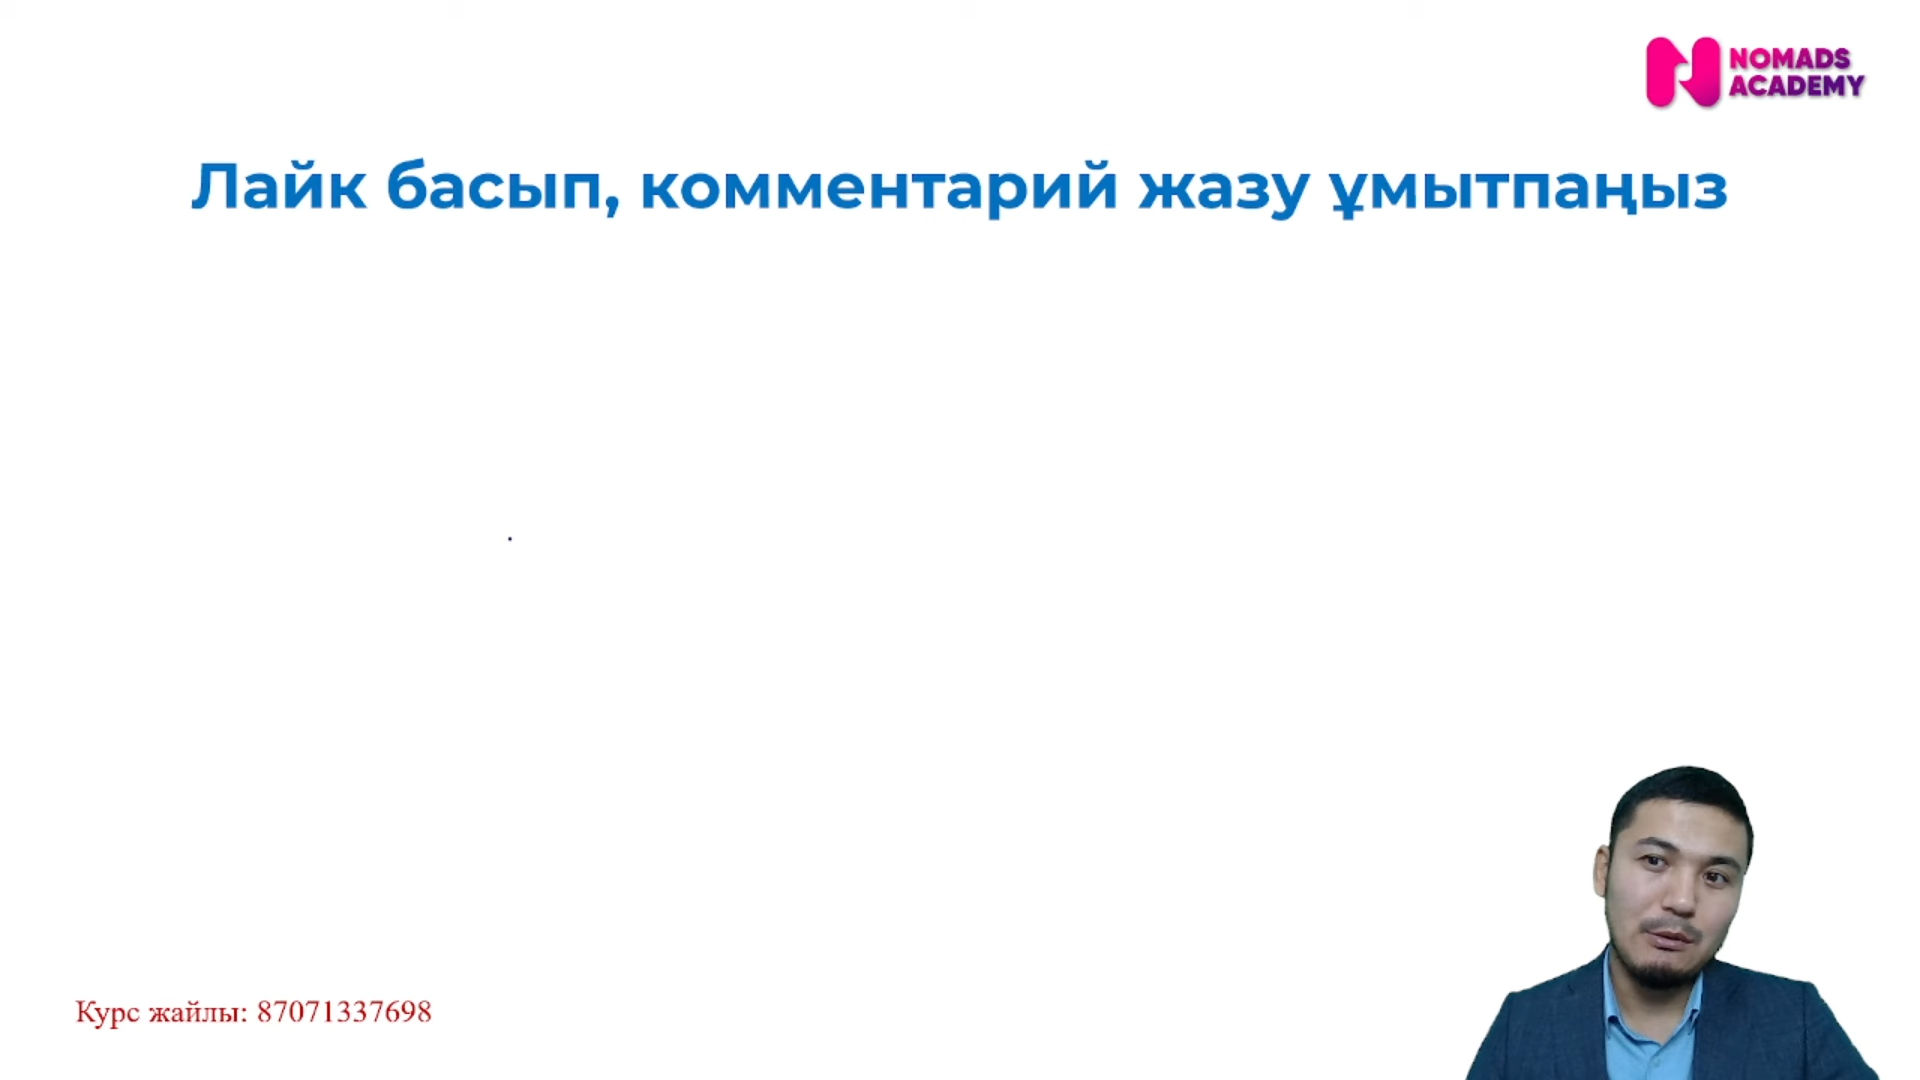 NOMADS
ACADEMY
Лайк басып, комментарий жазу ұмытпаңыз
Курс жайлы: 87071337698